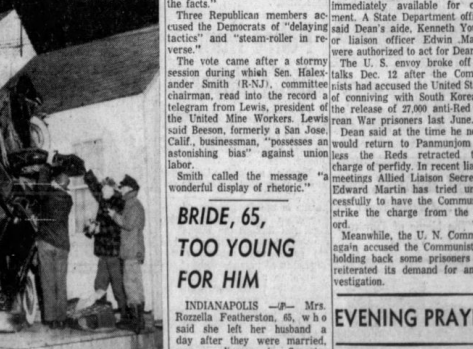 the facts."
Three Republican members ac-
cused the Democrats of "delaying
tactics" and "steam-roller in re-
verse."
The vote came after a stormy
session during which Sen. Halex-
ander Smith (R-NJ), committee
chairman, read into the record a
telegram from Lewis, president of
the United Mine Workers. Lewis
said Beeson, formerly a San Jose,
Calif., businessman, "possesses an
astonishing bias" against union
labor.
Smith called the message "a
wonderful display of rhetoric."
BRIDE, 65,
TOO YOUNG
FOR HIM
INDIANAPOLIS —UP— Mrs.
Rozzella Featherston, 65, who
said she left her husband a
day after they were married,
immediately available for
ment. A State Department of
said Dean's aide, Kenneth Yo
or liaison officer Edwin Ma
were authorized to act for Dean
The U. S. envoy broke off
talks Dec. 12 after the Com
nists had accused the United St
of conniving with South Kore
the release of 27,000 anti-Red
rean War prisoners last June.
Dean said at the time he
would return to Panmunjom
less the Reds retracted
charge of perfidy. In recent lia
meetings Allied Liaison Secre
Edward Martin has tried
cessfully to have the Commu
strike the charge from the
ord.
Meanwhile, the U. N. Comm
again accused the Communist
holding back some prisoners
reiterated its demand for an
vestigation.
EVENING PRAY